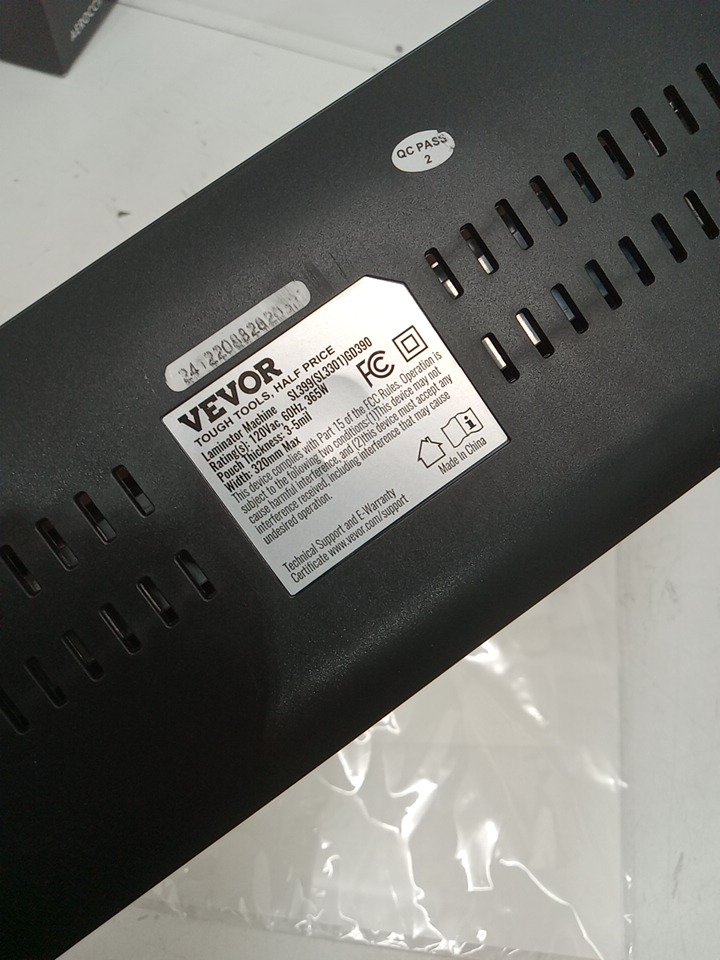 QC PASS
2
VEVOR
TOUGH TOOLS, HALF PRICE
Laminator Machine SL399(SL3301)GD390
Rating(s): 120Vac, 60Hz, 365W
Pouch Thickness: 3-5mil
Width: 320mm Max
This device complies with Part 15 of the FCC Rules. Operation is
subject to the following two conditions:(1)This device may not
cause harmful interference, and (2)this device must accept any
interference received, including interference that may cause
undesired operation.
FC
Made In China
Technical Support and E-Warranty
Certificate www.vevor.com/support